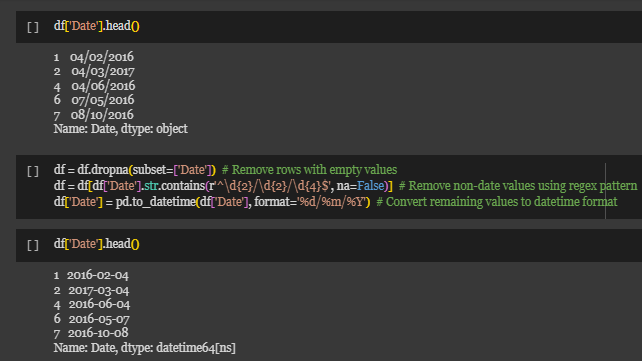 [ ] df['Date'].head()
1 04/02/2016
2 04/03/2017
4 04/06/2016
6 07/05/2016
7 08/10/2016
Name: Date, dtype: object
[ ] df = df.dropna(subset=['Date']) # Remove rows with empty values
df = df[df['Date'].str.contains(r'^\d{2}/\d{2}/\d{4}$', na=False)] # Remove non-date values using regex pattern
df['Date'] = pd.to_datetime(df['Date'], format='%d/%m/%Y') # Convert remaining values to datetime format
[ ] df['Date'].head()
1 2016-02-04
2 2017-03-04
4 2016-06-04
6 2016-05-07
7 2016-10-08
Name: Date, dtype: datetime64[ns]